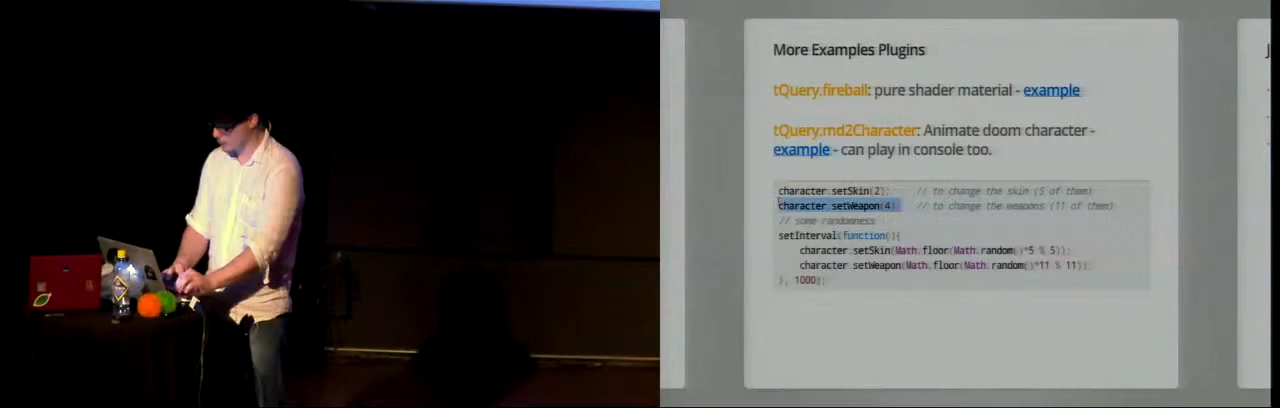 More Examples Plugins
tQuery.fireball: pure shader material - example
tQuery.md2Character: Animate doom character -
example - can play in console too.
character.setSkin(2); // to change the skin (5 of them)
character.setWeapon(4) // to change the weapons (11 of them)
// some randomness
setInterval(function(){
character.setSkin(Math.floor(Math.random()*5 % 5));
character.setWeapon(Math.floor(Math.random()*11 % 11));
}, 1000);